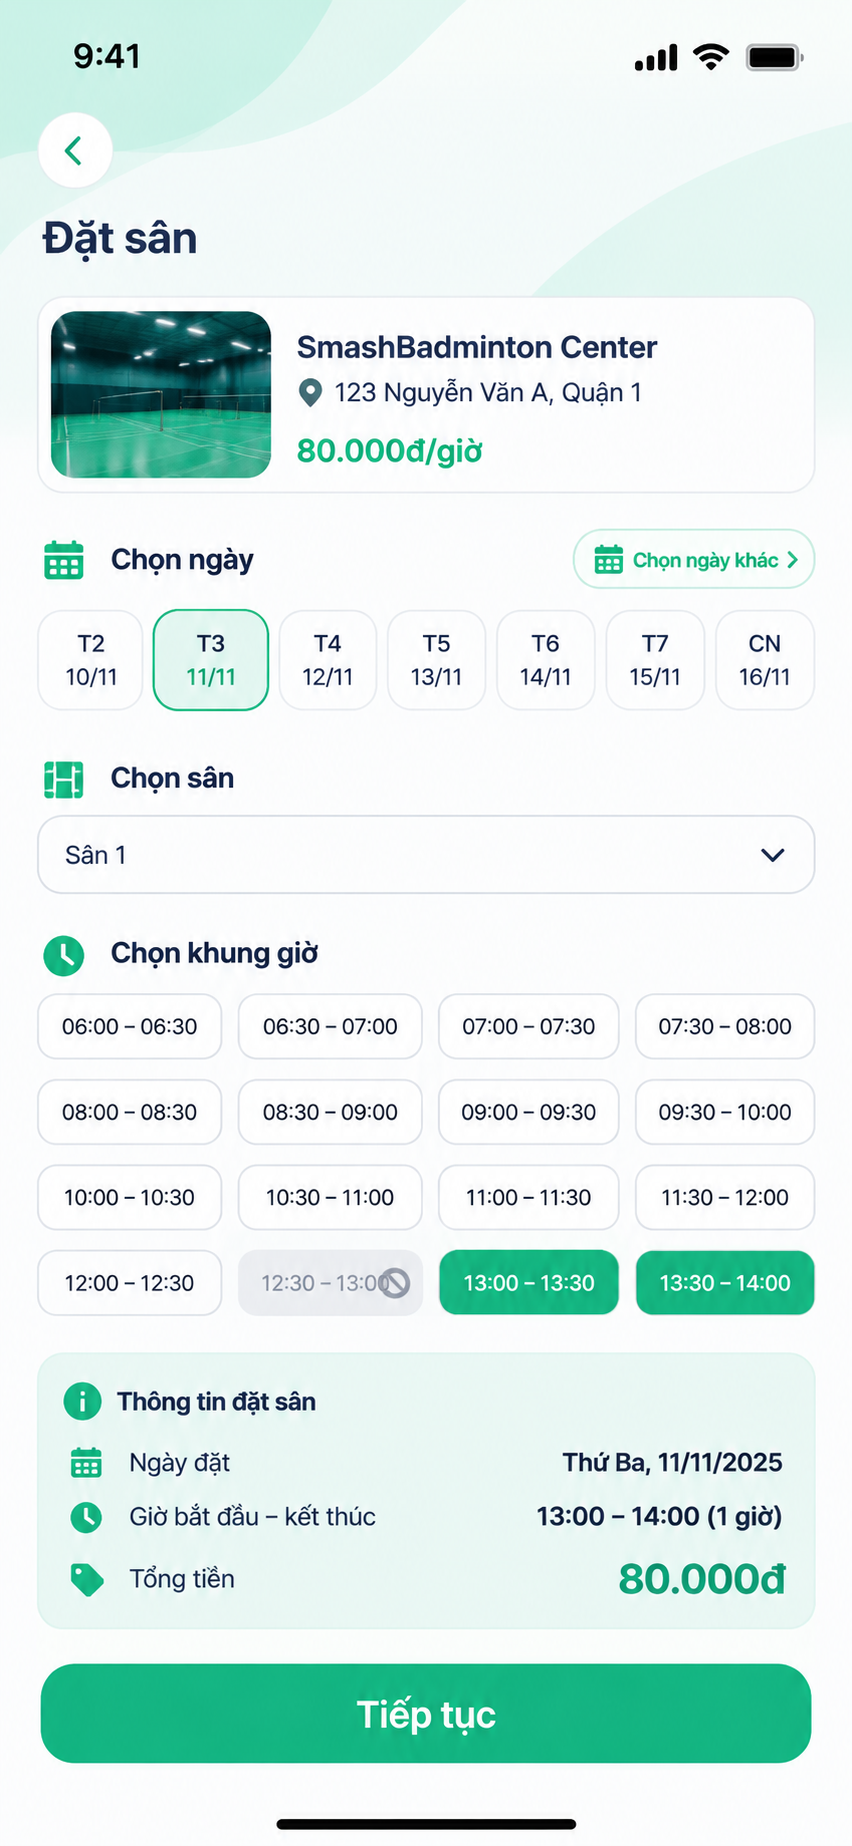 9:41
Đặt sân
SmashBadminton Center
123 Nguyễn Văn A, Quận 1
80.000đ/giờ
Chọn ngày
Chọn ngày khác
T2 T3 T4 T5 T6 T7 CN
10/11 11/11 12/11 13/11 14/11 15/11 16/11
Chọn sân
Sân 1
Chọn khung giờ
06:00 – 06:30 06:30 – 07:00 07:00 – 07:30 07:30 – 08:00
08:00 – 08:30 08:30 – 09:00 09:00 – 09:30 09:30 – 10:00
10:00 – 10:30 10:30 – 11:00 11:00 – 11:30 11:30 – 12:00
12:00 – 12:30 12:30 – 13:00 13:00 – 13:30 13:30 – 14:00
Thông tin đặt sân
Ngày đặt Thứ Ba, 11/11/2025
Giờ bắt đầu – kết thúc 13:00 – 14:00 (1 giờ)
Tổng tiền 80.000đ
Tiếp tục